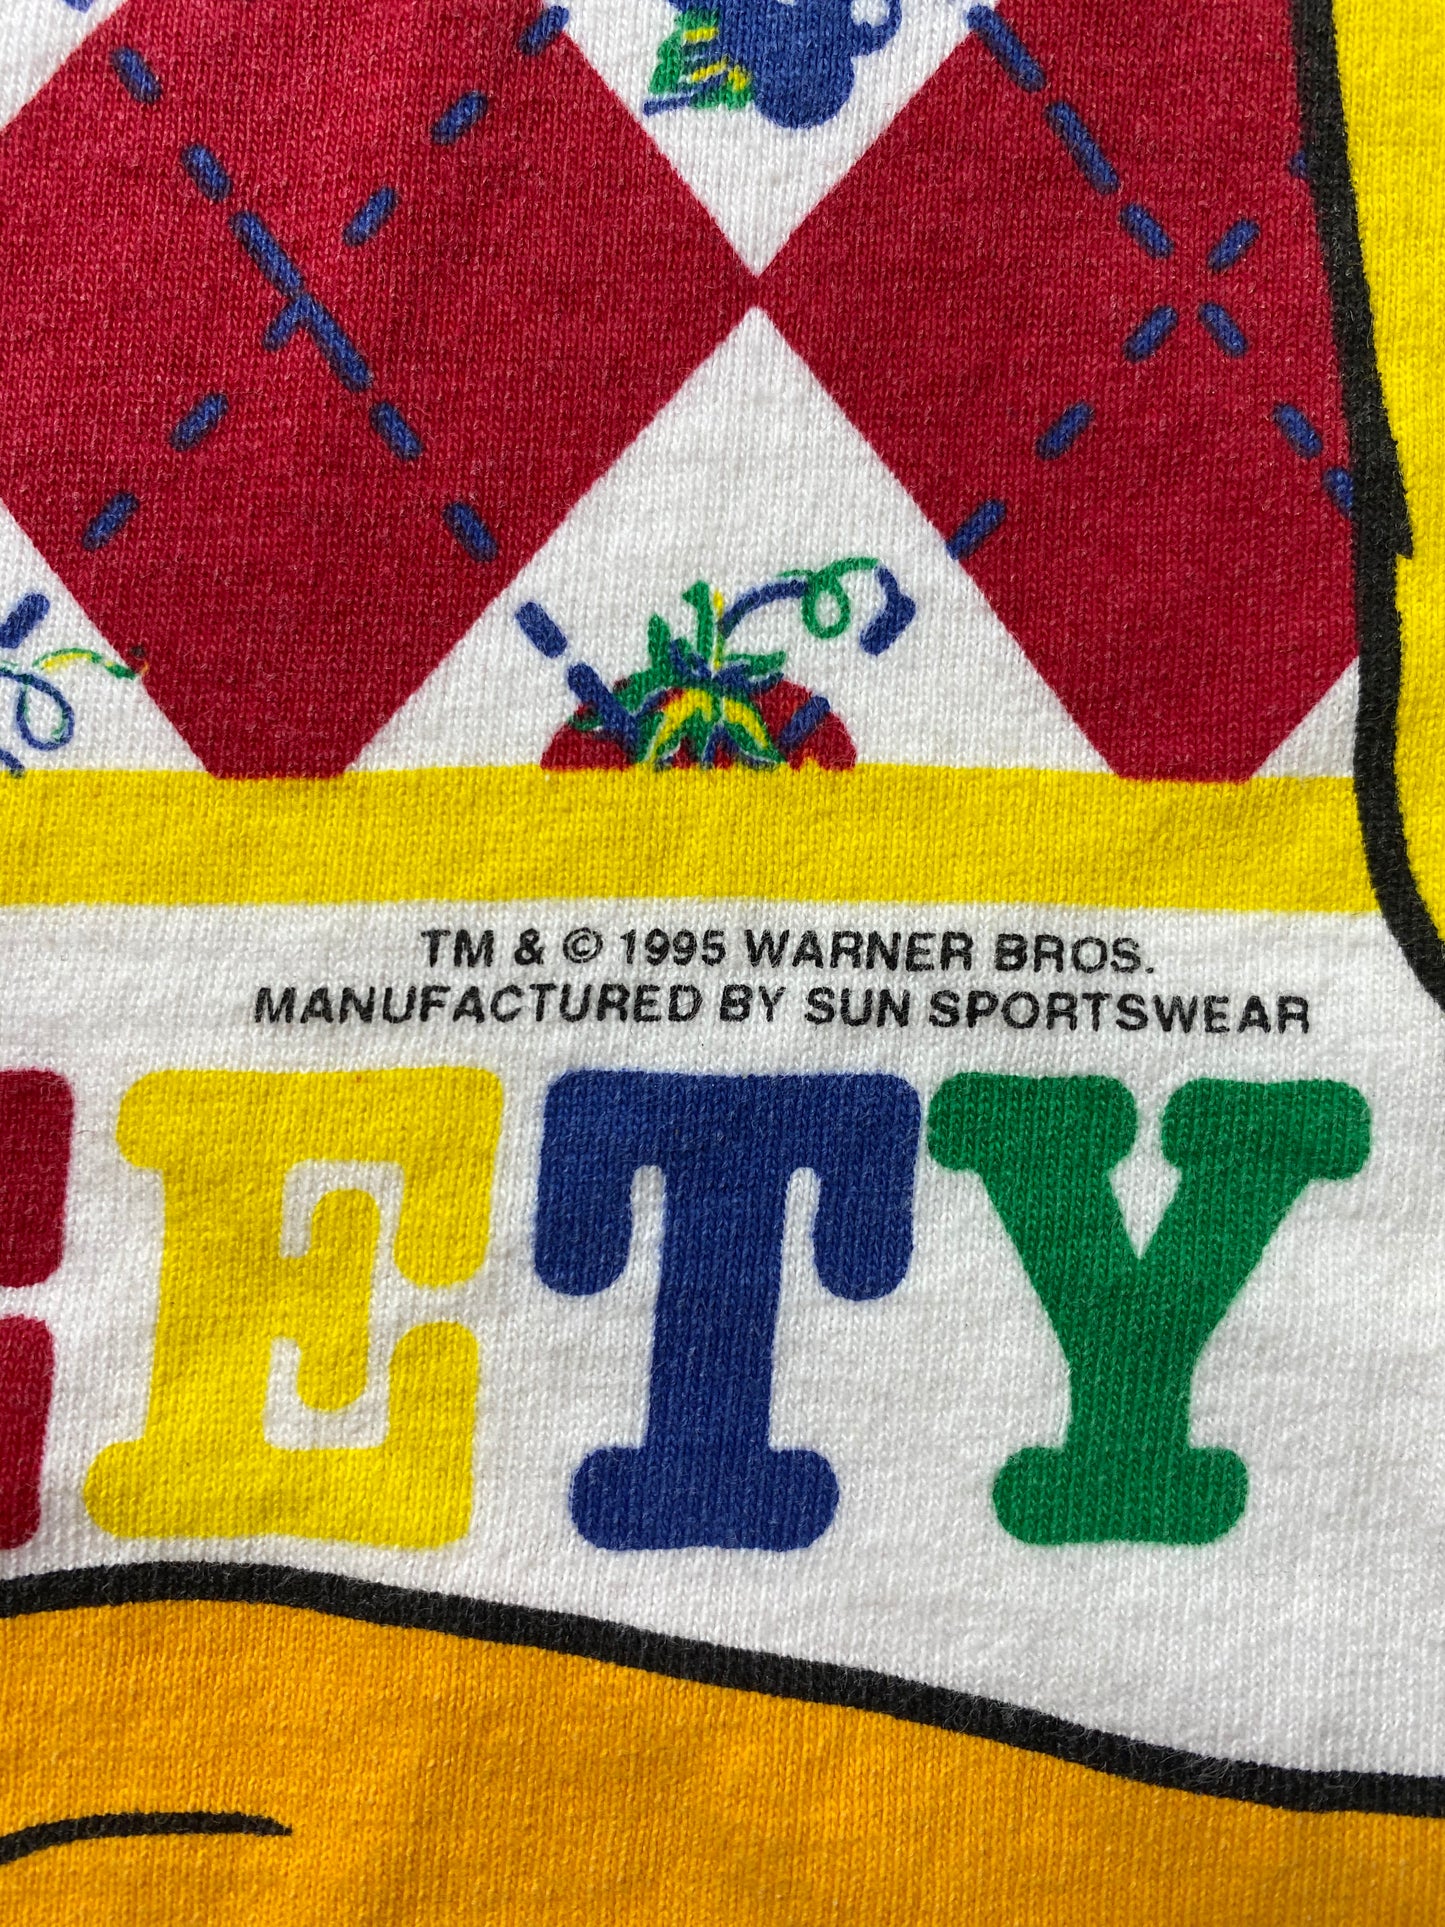 TM & © 1995 WARNER BROS.
MANUFACTURED BY SUN SPORTSWEAR
ETY